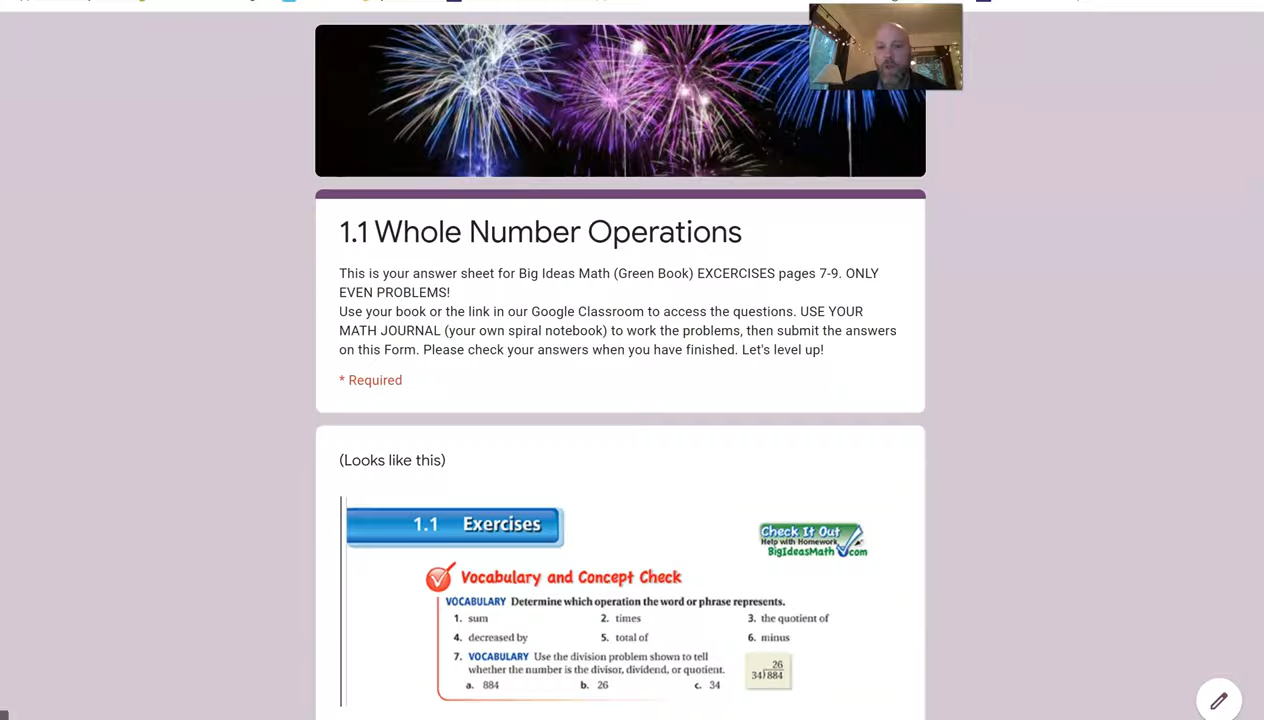 1.1 Whole Number Operations
This is your answer sheet for Big Ideas Math (Green Book) EXCERCISES pages 7-9. ONLY
EVEN PROBLEMS!
Use your book or the link in our Google Classroom to access the questions. USE YOUR
MATH JOURNAL (your own spiral notebook) to work the problems, then submit the answers
on this Form. Please check your answers when you have finished. Let's level up!
* Required
(Looks like this)
1.1 Exercises
Check It Out
Help with Homework
BigIdeasMath.com
Vocabulary and Concept Check
VOCABULARY Determine which operation the word or phrase represents.
1. sum 2. times 3. the quotient of
4. decreased by 5. total of 6. minus
7. VOCABULARY Use the division problem shown to tell
whether the number is the divisor, dividend, or quotient.
26
34)884
a. 884 b. 26 c. 34